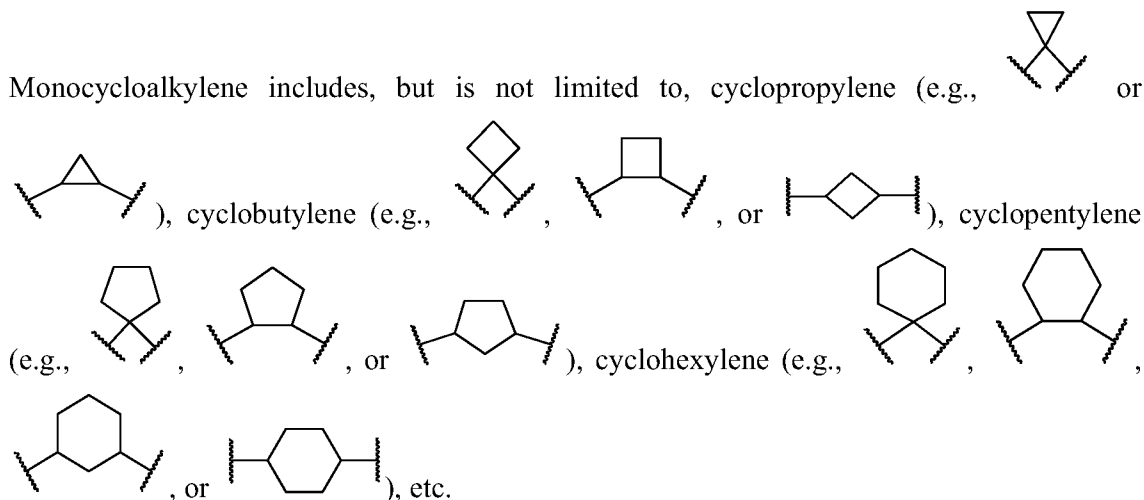 Monocycloalkylene includes, but is not limited to, cyclopropylene (e.g., or
), cyclobutylene (e.g., , , or ), cyclopentylene
(e.g., , , or ), cyclohexylene (e.g., , ,
, or ), etc.